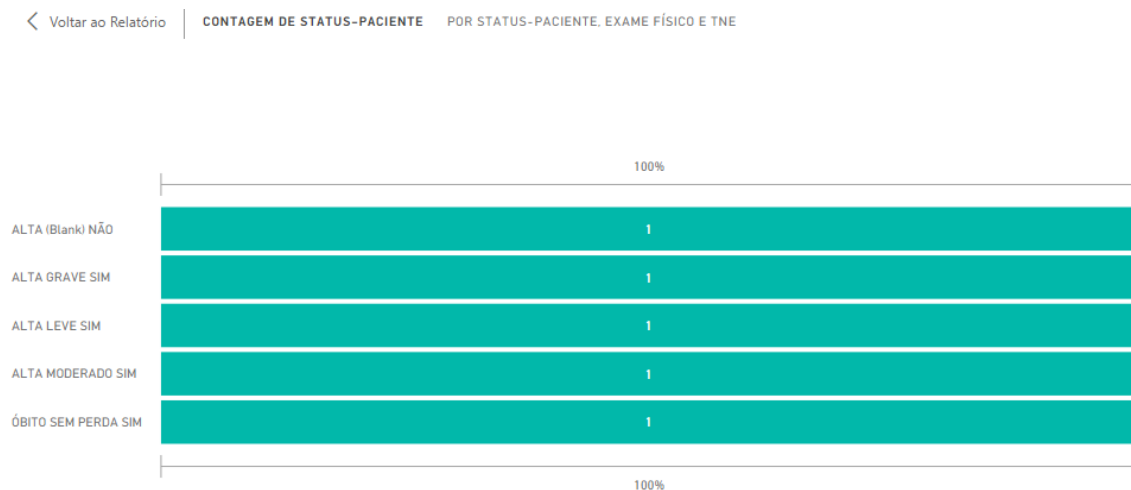 Voltar ao Relatório CONTAGEM DE STATUS-PACIENTE POR STATUS-PACIENTE, EXAME FÍSICO E TNE
100%
ALTA (Blank) NÃO 1
ALTA GRAVE SIM 1
ALTA LEVE SIM 1
ALTA MODERADO SIM 1
ÓBITO SEM PERDA SIM 1
100%